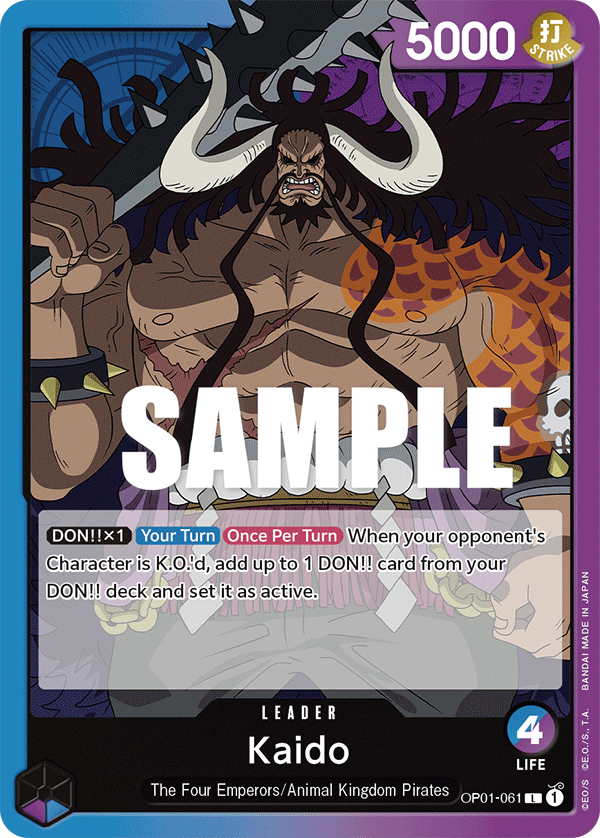 5000
打
STRIKE
SAMPLE
DON!!×1 Your Turn Once Per Turn When your opponent's
Character is K.O.'d, add up to 1 DON!! card from your
DON!! deck and set it as active.
LEADER
Kaido
The Four Emperors/Animal Kingdom Pirates
4
LIFE
OP01-061 L 1
©EO/S ©E.O./S., T.A. BANDAI MADE IN JAPAN